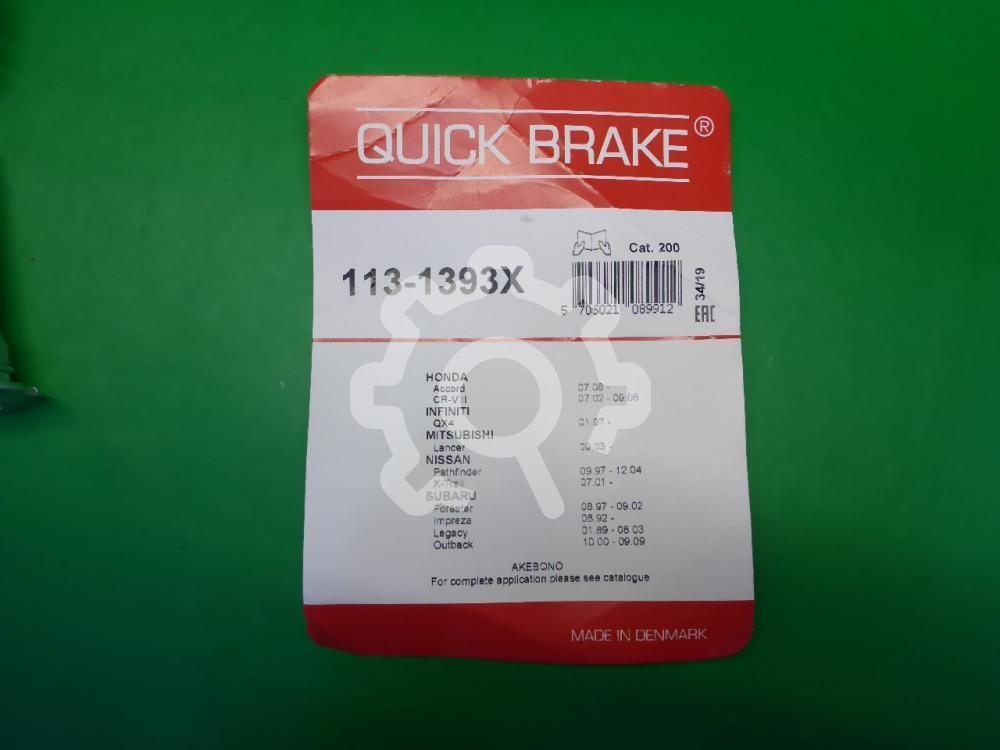 QUICK BRAKE®
Cat. 200
113-1393X
34/19
EAC
5 706021 089912
HONDA
Accord 07.08 -
CR-V II 07.02 - 09.06
INFINITI
QX4 01.97 -
MITSUBISHI
Lancer 09.03 -
NISSAN
Pathfinder 09.97 - 12.04
X-Trail 07.01 -
SUBARU
Forester 08.97 - 09.02
Impreza 08.92 -
Legacy 01.89 - 08.03
Outback 10.00 - 09.09
AKEBONO
For complete application please see catalogue
MADE IN DENMARK